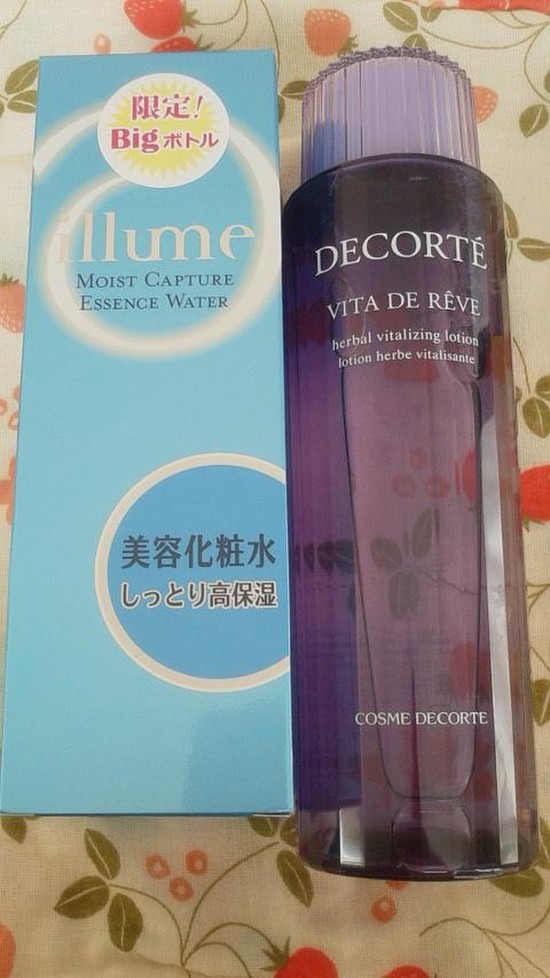 限定!
Bigボトル
illume
MOIST CAPTURE
ESSENCE WATER
美容化粧水
しっとり高保湿
DECORTÉ
VITA DE RÊVE
herbal vitalizing lotion
lotion herbe vitalisante
COSME DECORTE